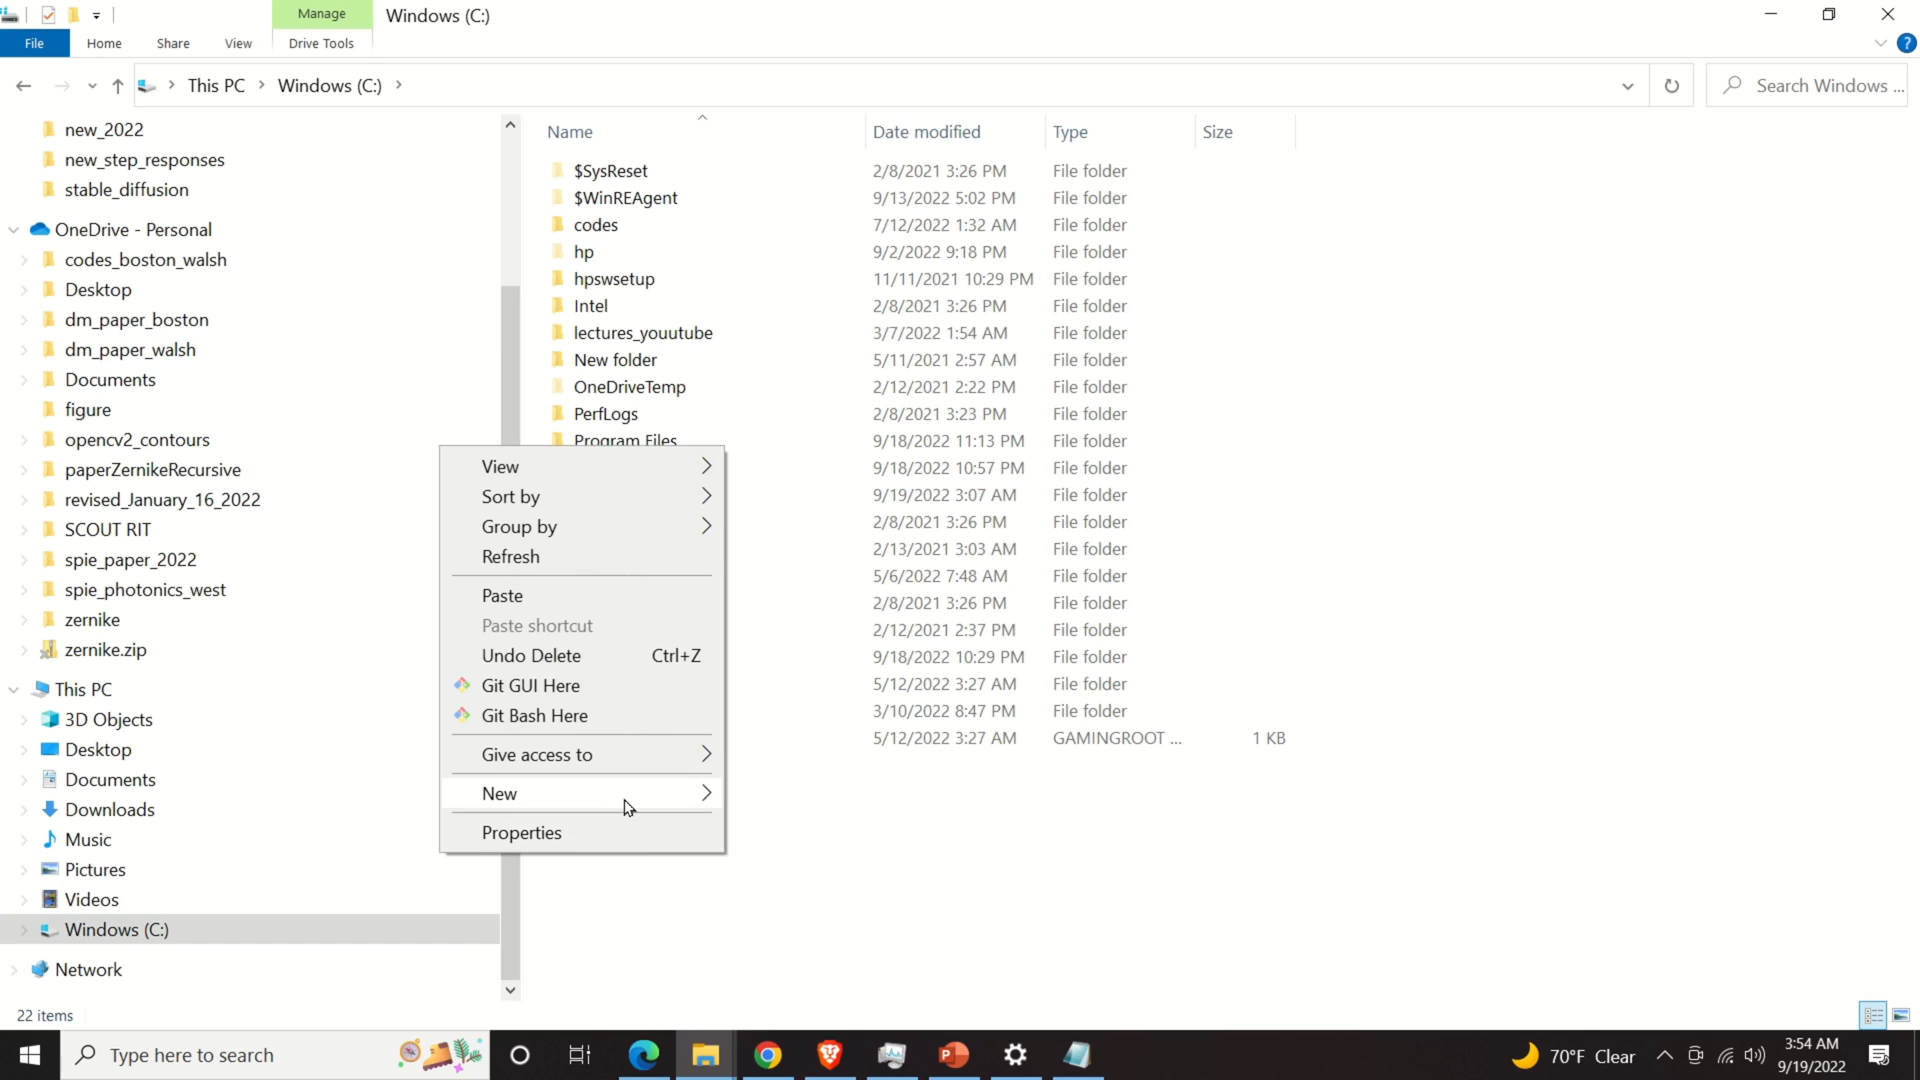 Manage
Windows (C:)
File
Home
Share
View
Drive Tools
?
This PC
Windows (C:)
Search Windows ...
new_2022
new_step_responses
stable_diffusion
OneDrive - Personal
codes_boston_walsh
Desktop
dm_paper_boston
dm_paper_walsh
Documents
figure
opencv2_contours
paperZernikeRecursive
revised_January_16_2022
SCOUT RIT
spie_paper_2022
spie_photonics_west
zernike
zernike.zip
This PC
3D Objects
Desktop
Documents
Downloads
Music
Pictures
Videos
Windows (C:)
Network
Name Date modified Type Size
$SysReset 2/8/2021 3:26 PM File folder
$WinREAgent 9/13/2022 5:02 PM File folder
codes 7/12/2022 1:32 AM File folder
hp 9/2/2022 9:18 PM File folder
hpswsetup 11/11/2021 10:29 PM File folder
Intel 2/8/2021 3:26 PM File folder
lectures_youutube 3/7/2022 1:54 AM File folder
New folder 5/11/2021 2:57 AM File folder
OneDriveTemp 2/12/2021 2:22 PM File folder
PerfLogs 2/8/2021 3:23 PM File folder
Program Files 9/18/2022 11:13 PM File folder
9/18/2022 10:57 PM File folder
9/19/2022 3:07 AM File folder
2/8/2021 3:26 PM File folder
2/13/2021 3:03 AM File folder
5/6/2022 7:48 AM File folder
2/8/2021 3:26 PM File folder
2/12/2021 2:37 PM File folder
9/18/2022 10:29 PM File folder
5/12/2022 3:27 AM File folder
3/10/2022 8:47 PM File folder
5/12/2022 3:27 AM GAMINGROOT ... 1 KB
View
Sort by
Group by
Refresh
Paste
Paste shortcut
Undo Delete Ctrl+Z
Git GUI Here
Git Bash Here
Give access to
New
Properties
22 items
Type here to search
P
70°F Clear
3:54 AM
9/19/2022